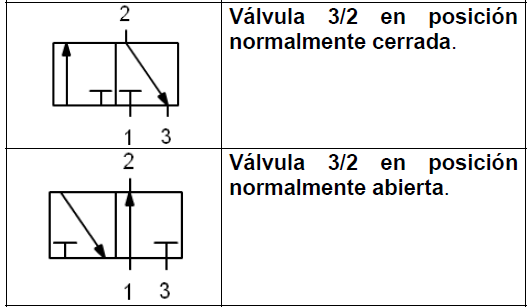 2
Válvula 3/2 en posición
normalmente cerrada.
1 3
2
Válvula 3/2 en posición
normalmente abierta.
1 3